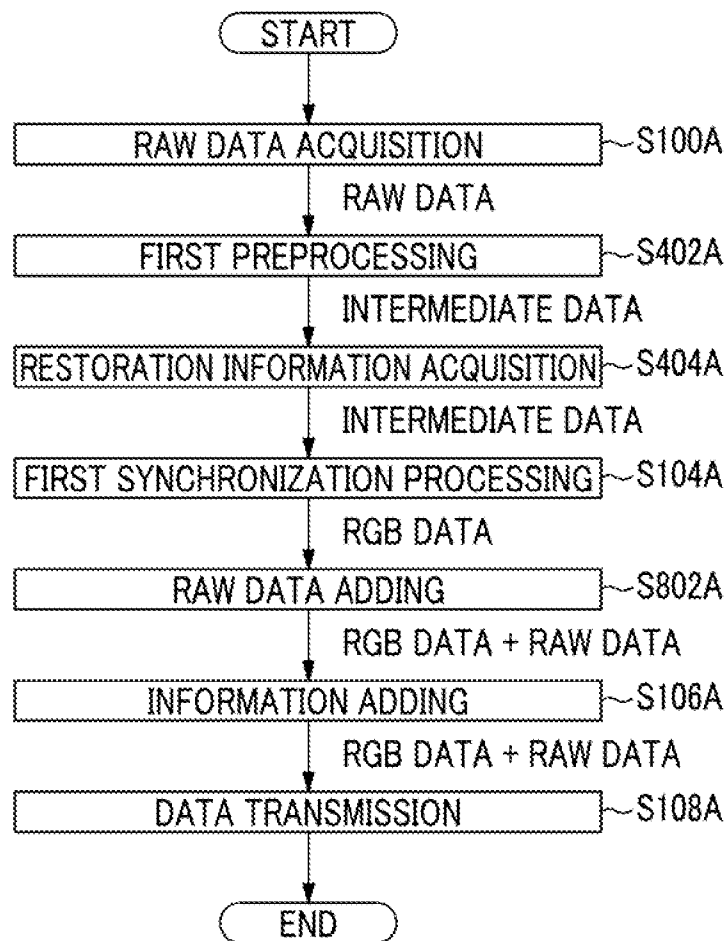 START
RAW DATA ACQUISITION ~S100A
RAW DATA
FIRST PREPROCESSING ~S402A
INTERMEDIATE DATA
RESTORATION INFORMATION ACQUISITION ~S404A
INTERMEDIATE DATA
FIRST SYNCHRONIZATION PROCESSING ~S104A
RGB DATA
RAW DATA ADDING ~S802A
RGB DATA + RAW DATA
INFORMATION ADDING ~S106A
RGB DATA + RAW DATA
DATA TRANSMISSION ~S108A
END